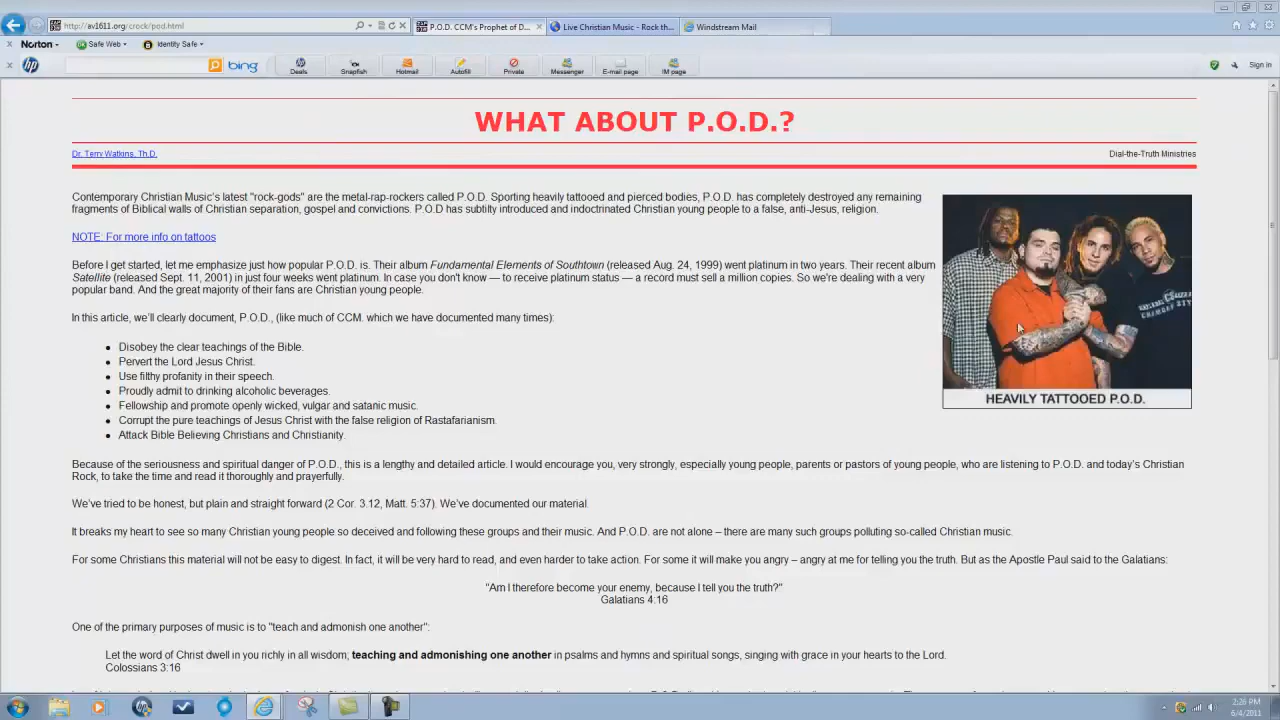 http://av1611.org/crock/pod.html
P.O.D. CCM's Prophet of D...
Live Christian Music - Rock th...
Windstream Mail
Norton
Safe Web
Identity Safe
hp
bing
Deals
Snapfish
Hotmail
Autofill
Private
Messenger
E-mail page
IM page
Sign in
WHAT ABOUT P.O.D.?
Dr. Terry Watkins, Th.D.
Dial-the-Truth Ministries
Contemporary Christian Music's latest "rock-gods" are the metal-rap-rockers called P.O.D. Sporting heavily tattooed and pierced bodies, P.O.D. has completely destroyed any remaining
fragments of Biblical walls of Christian separation, gospel and convictions. P.O.D has subtilty introduced and indoctrinated Christian young people to a false, anti-Jesus, religion.
NOTE: For more info on tattoos
Before I get started, let me emphasize just how popular P.O.D. is. Their album Fundamental Elements of Southtown (released Aug. 24, 1999) went platinum in two years. Their recent album
Satellite (released Sept. 11, 2001) in just four weeks went platinum. In case you don't know — to receive platinum status — a record must sell a million copies. So we're dealing with a very
popular band. And the great majority of their fans are Christian young people.
In this article, we'll clearly document, P.O.D., (like much of CCM. which we have documented many times):
• Disobey the clear teachings of the Bible.
• Pervert the Lord Jesus Christ.
• Use filthy profanity in their speech.
• Proudly admit to drinking alcoholic beverages.
• Fellowship and promote openly wicked, vulgar and satanic music.
• Corrupt the pure teachings of Jesus Christ with the false religion of Rastafarianism.
• Attack Bible Believing Christians and Christianity.
HEAVILY TATTOOED P.O.D.
Because of the seriousness and spiritual danger of P.O.D., this is a lengthy and detailed article. I would encourage you, very strongly, especially young people, parents or pastors of young people, who are listening to P.O.D. and today's Christian
Rock, to take the time and read it thoroughly and prayerfully.
We've tried to be honest, but plain and straight forward (2 Cor. 3.12, Matt. 5:37). We've documented our material.
It breaks my heart to see so many Christian young people so deceived and following these groups and their music. And P.O.D. are not alone – there are many such groups polluting so-called Christian music.
For some Christians this material will not be easy to digest. In fact, it will be very hard to read, and even harder to take action. For some it will make you angry – angry at me for telling you the truth. But as the Apostle Paul said to the Galatians:
"Am I therefore become your enemy, because I tell you the truth?"
Galatians 4:16
One of the primary purposes of music is to "teach and admonish one another":
Let the word of Christ dwell in you richly in all wisdom; teaching and admonishing one another in psalms and hymns and spiritual songs, singing with grace in your hearts to the Lord.
Colossians 3:16
2:26 PM
6/4/2011